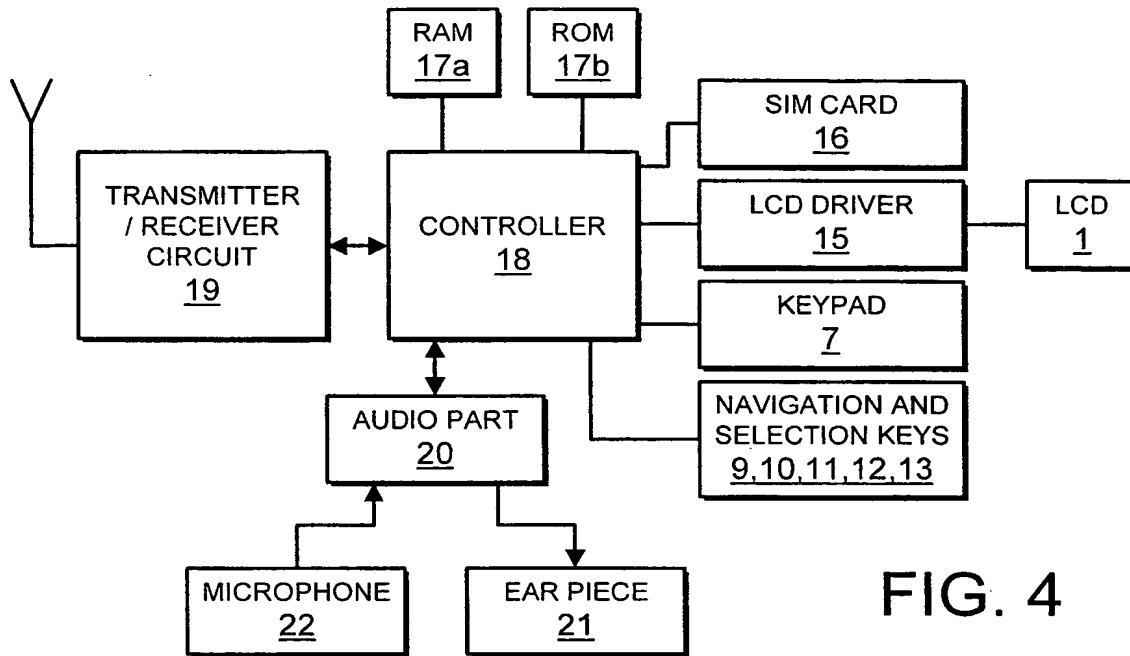 RAM
17a
ROM
17b
SIM CARD
16
TRANSMITTER
/ RECEIVER
CIRCUIT
19
CONTROLLER
18
LCD DRIVER
15
LCD
1
KEYPAD
7
AUDIO PART
20
NAVIGATION AND
SELECTION KEYS
9,10,11,12,13
MICROPHONE
22
EAR PIECE
21
FIG. 4